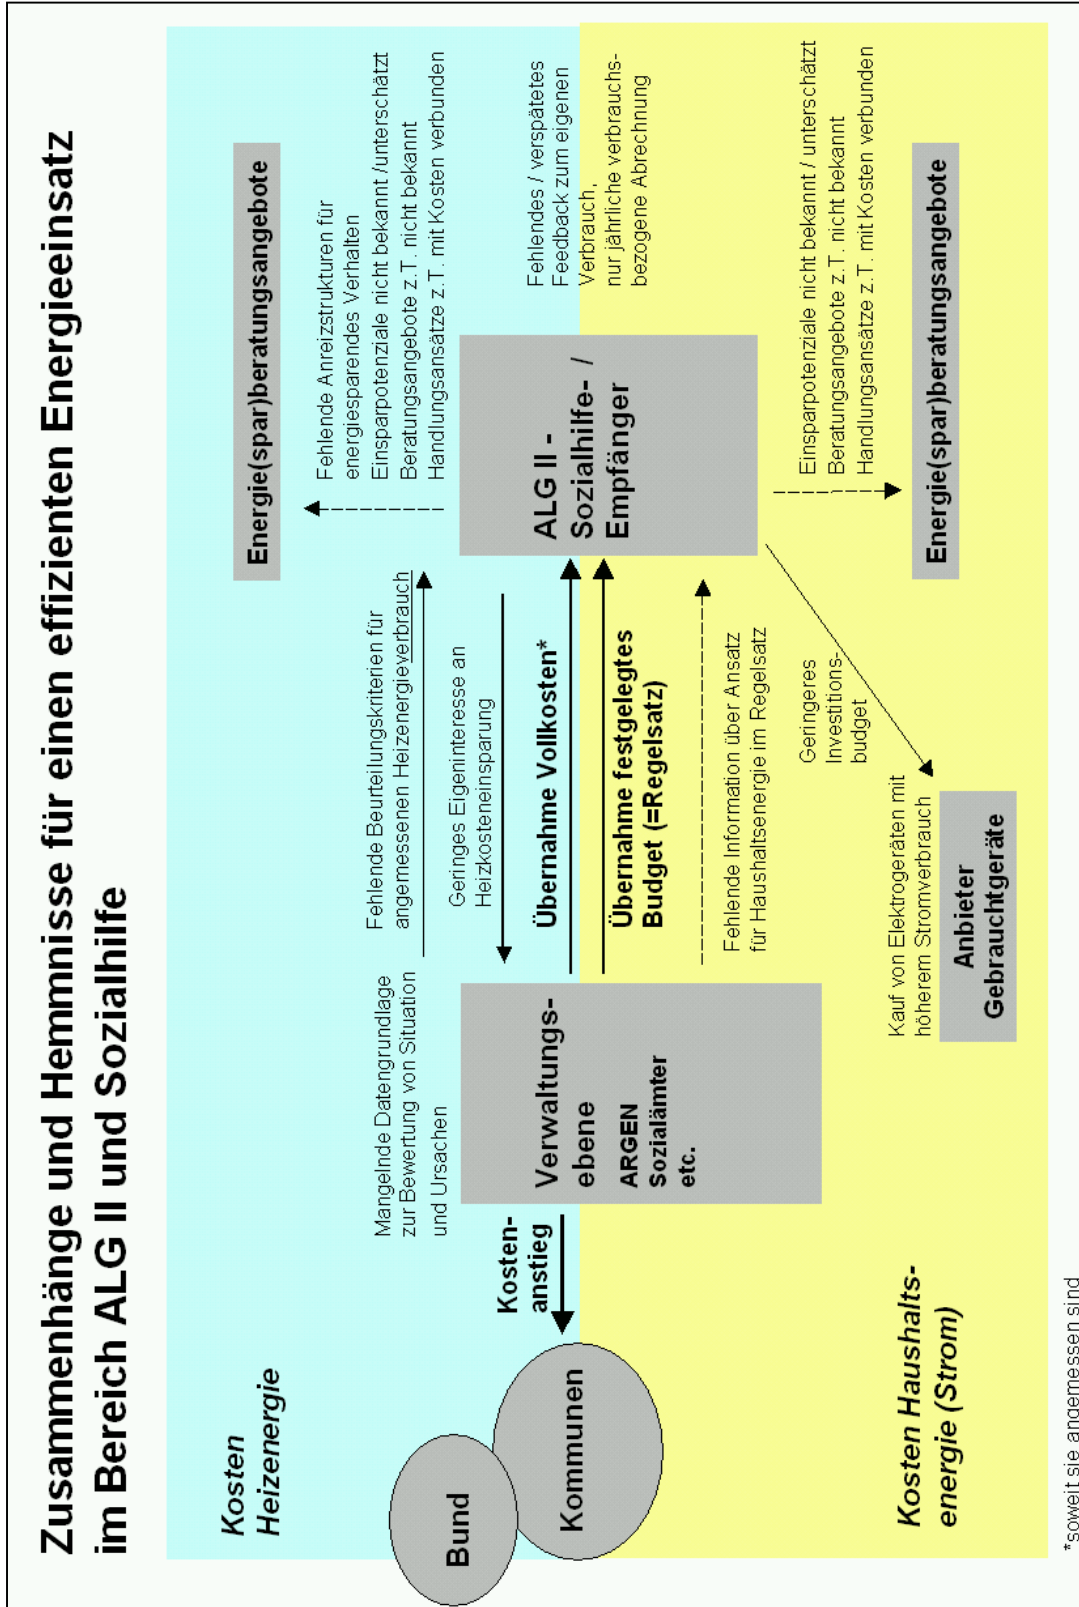 Zusammenhänge und Hemmnisse für einen effizienten Energieeinsatz
im Bereich ALG II und Sozialhilfe
Kosten
Heizenergie
Energie(spar)beratungsangebote
Fehlende Anreizstrukturen für
energiesparendes Verhalten
Einsparpotenziale nicht bekannt /unterschätzt
Beratungsangebote z.T. nicht bekannt
Handlungsansätze z.T. mit Kosten verbunden
Mangelnde Datengrundlage
zur Bewertung von Situation
und Ursachen
Fehlende Beurteilungskriterien für
angemessenen Heizenergieverbrauch
Geringes Eigeninteresse an
Heizkosteneinsparung
Bund
Kommunen
Kosten-
anstieg
Verwaltungs-
ebene
ARGEN
Sozialämter
etc.
Übernahme Vollkosten*
Übernahme festgelegtes
Budget (=Regelsatz)
ALG II -
Sozialhilfe- /
Empfänger
Fehlendes / verspätetes
Feedback zum eigenen
Verbrauch,
nur jährliche verbrauchs-
bezogene Abrechnung
Fehlende Information über Ansatz
für Haushaltsenergie im Regelsatz
Geringeres
Investitions-
budget
Einsparpotenziale nicht bekannt / unterschätzt
Beratungsangebote z.T. nicht bekannt
Handlungsansätze z.T. mit Kosten verbunden
Kosten Haushalts-
energie (Strom)
Kauf von Elektrogeräten mit
höherem Stromverbrauch
Anbieter
Gebrauchtgeräte
Energie(spar)beratungsangebote
*soweit sie angemessen sind